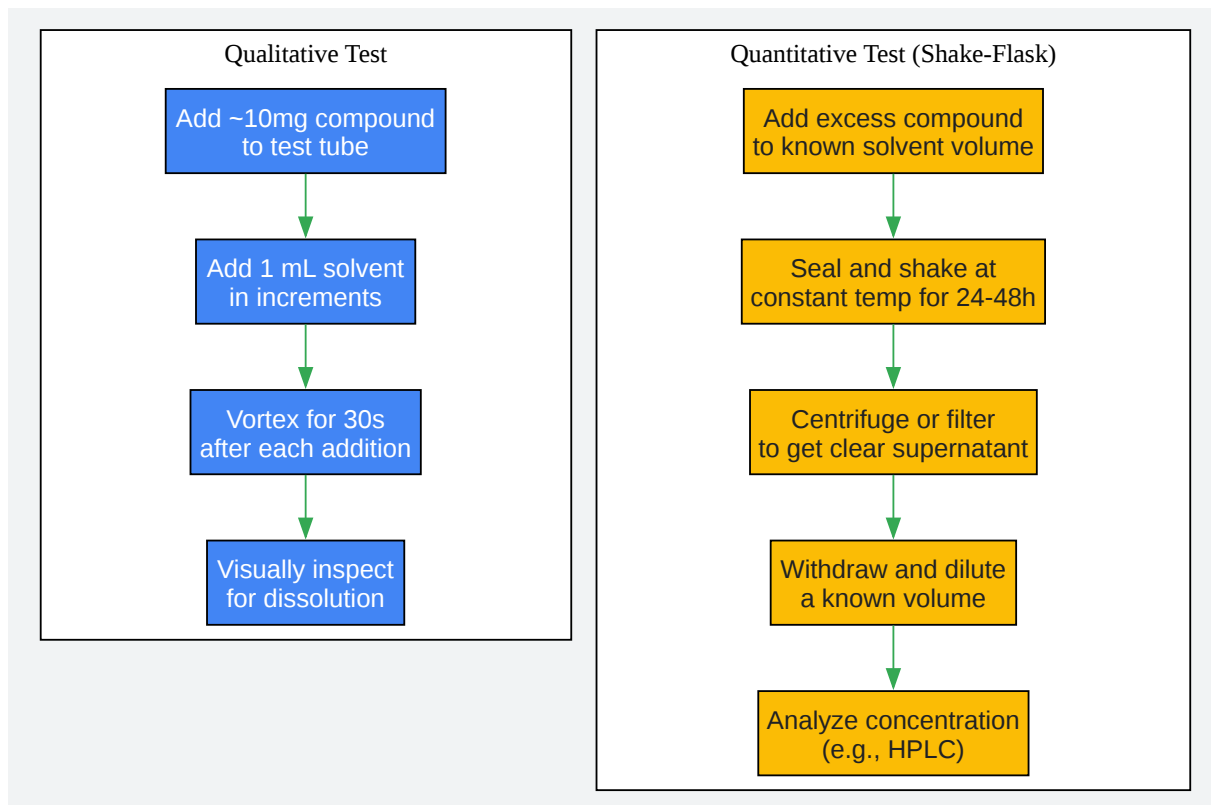 Qualitative Test
Add ~10mg compound
to test tube
Add 1 mL solvent
in increments
Vortex for 30s
after each addition
Visually inspect
for dissolution
Quantitative Test (Shake-Flask)
Add excess compound
to known solvent volume
Seal and shake at
constant temp for 24-48h
Centrifuge or filter
to get clear supernatant
Withdraw and dilute
a known volume
Analyze concentration
(e.g., HPLC)